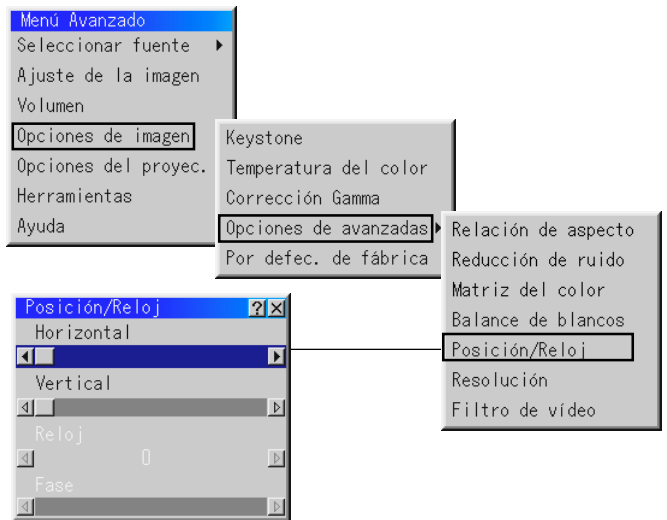 Menú Avanzado
Seleccionar fuente
Ajuste de la imagen
Volumen
Opciones de imagen
Opciones del proyec.
Herramientas
Ayuda
Keystone
Temperatura del color
Corrección Gamma
Opciones de avanzadas
Por defec. de fábrica
Relación de aspecto
Reducción de ruido
Matriz del color
Balance de blancos
Posición/Reloj
Resolución
Filtro de vídeo
Posición/Reloj ? ×
Horizontal
Vertical
Reloj
0
Fase